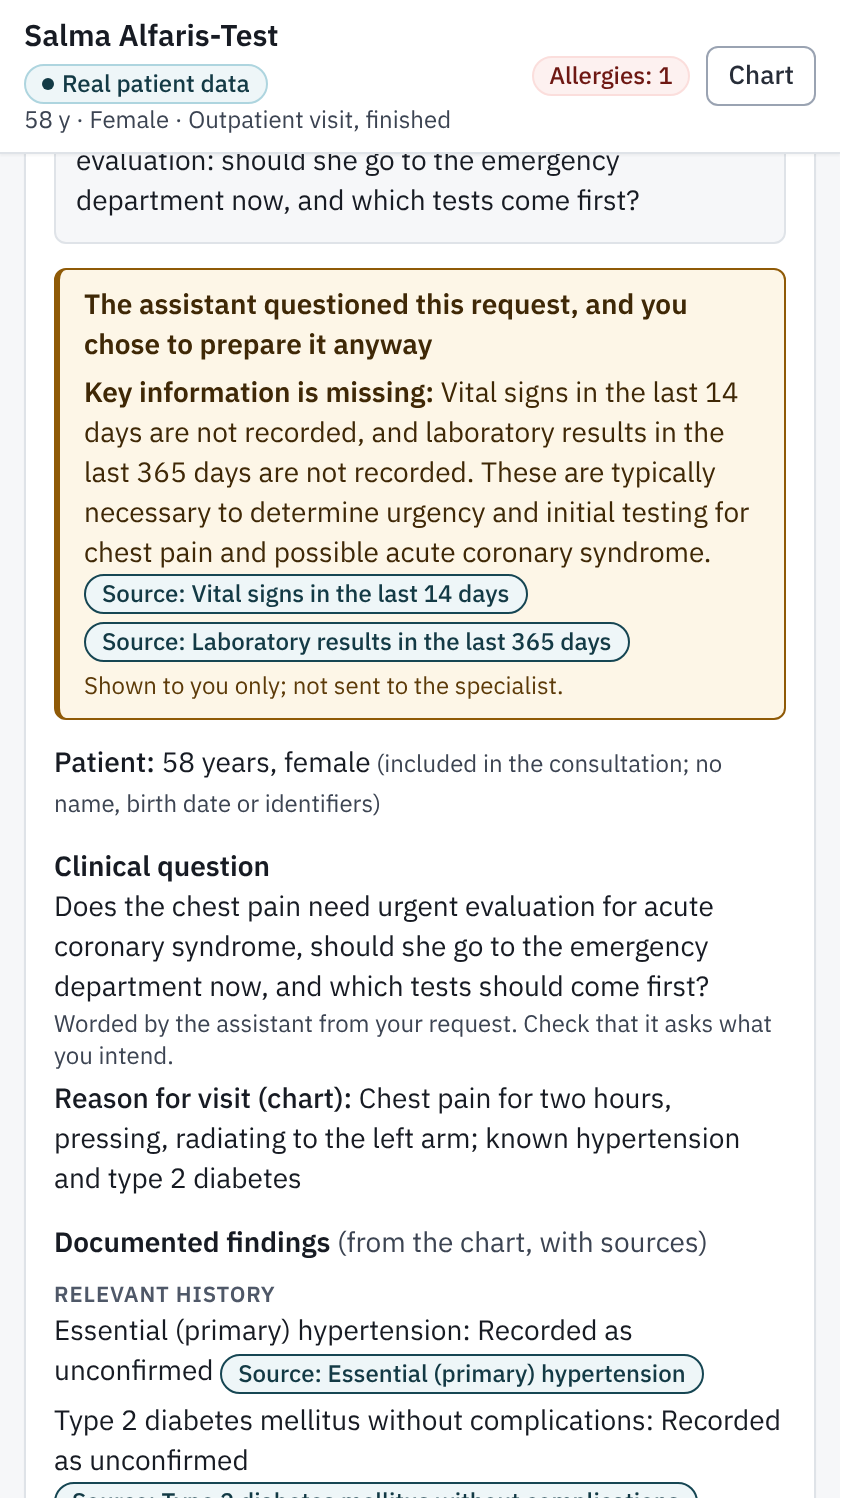 Salma Alfaris-Test
Real patient data
58 y · Female · Outpatient visit, finished
Allergies: 1
Chart
evaluation: should she go to the emergency
department now, and which tests come first?
The assistant questioned this request, and you
chose to prepare it anyway
Key information is missing: Vital signs in the last 14
days are not recorded, and laboratory results in the
last 365 days are not recorded. These are typically
necessary to determine urgency and initial testing for
chest pain and possible acute coronary syndrome.
Source: Vital signs in the last 14 days
Source: Laboratory results in the last 365 days
Shown to you only; not sent to the specialist.
Patient: 58 years, female (included in the consultation; no
name, birth date or identifiers)
Clinical question
Does the chest pain need urgent evaluation for acute
coronary syndrome, should she go to the emergency
department now, and which tests should come first?
Worded by the assistant from your request. Check that it asks what
you intend.
Reason for visit (chart): Chest pain for two hours,
pressing, radiating to the left arm; known hypertension
and type 2 diabetes
Documented findings (from the chart, with sources)
RELEVANT HISTORY
Essential (primary) hypertension: Recorded as
unconfirmed Source: Essential (primary) hypertension
Type 2 diabetes mellitus without complications: Recorded
as unconfirmed
Source: Type 2 diabetes mellitus without complications